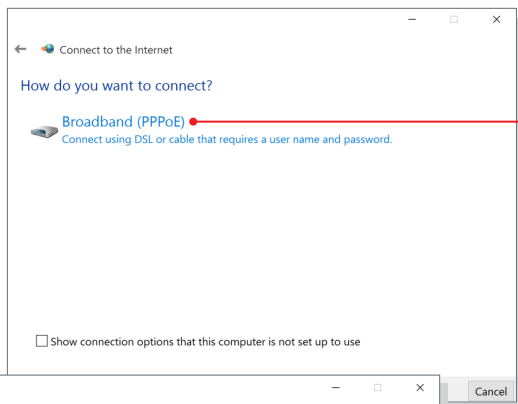 Connect to the Internet
How do you want to connect?
Broadband (PPPoE)
Connect using DSL or cable that requires a user name and password.
Show connection options that this computer is not set up to use
Cancel